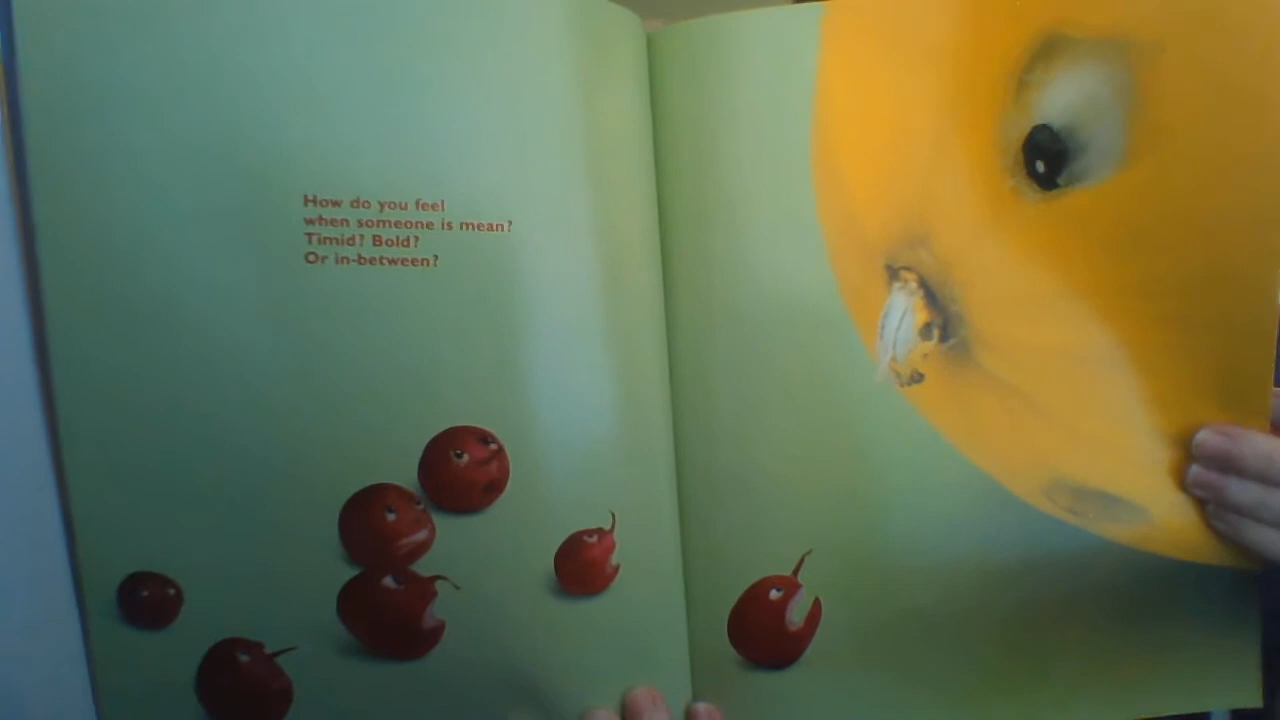 How do you feel
when someone is mean?
Timid? Bold?
Or in-between?